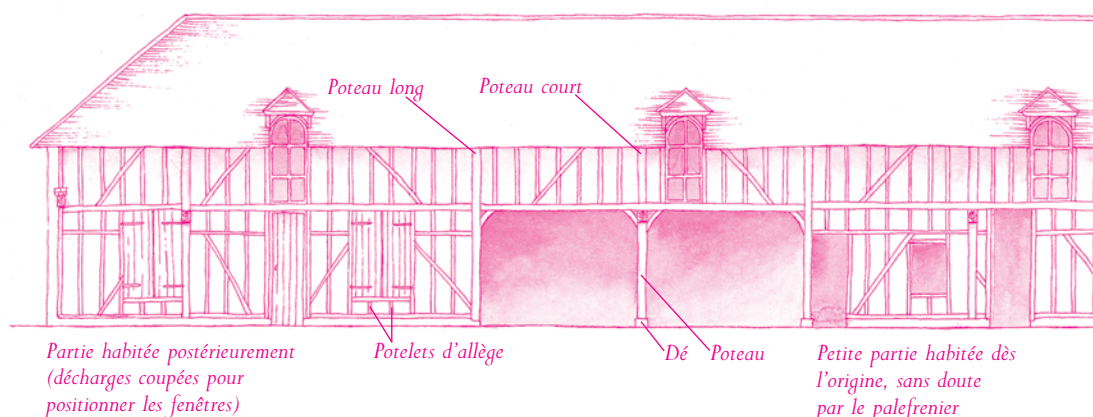 Poteau long
Poteau court
Partie habitée postérieurement
(décharges coupées pour
positionner les fenêtres)
Potelets d'allège
Dé
Poteau
Petite partie habitée dès
l'origine, sans doute
par le palefrenier